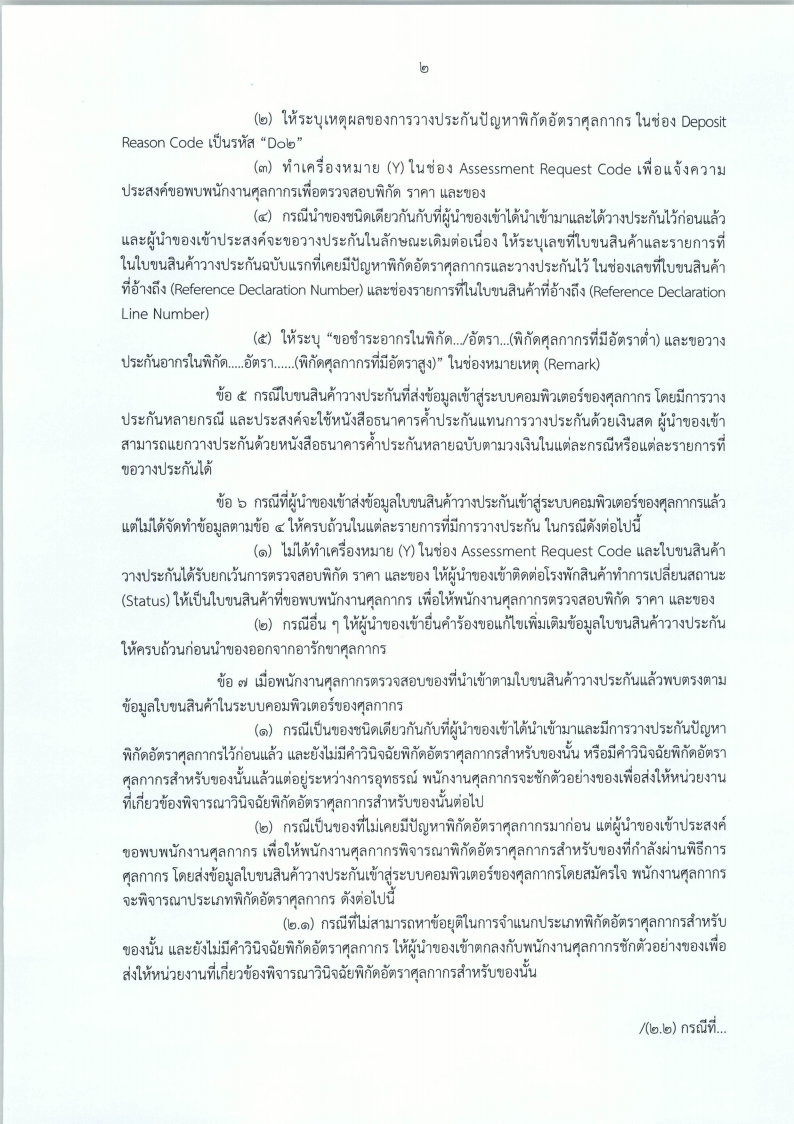 ๒
(๒) ให้ระบุเหตุผลของการวางประกันปัญหาพิกัดอัตราศุลกากร ในช่อง Deposit
Reason Code เป็นรหัส “D๐๒”
(๓) ทำเครื่องหมาย (Y) ในช่อง Assessment Request Code เพื่อแจ้งความ
ประสงค์ขอพบพนักงานศุลกากรเพื่อตรวจสอบพิกัด ราคา และของ
(๔) กรณีนำของชนิดเดียวกันกับที่ผู้นำของเข้าได้นำเข้ามาและได้วางประกันไว้ก่อนแล้ว
และผู้นำของเข้าประสงค์จะขอวางประกันในลักษณะเดิมต่อเนื่อง ให้ระบุเลขที่ใบขนสินค้าและรายการที่
ในใบขนสินค้าวางประกันฉบับแรกที่เคยมีปัญหาพิกัดอัตราศุลกากรและวางประกันไว้ ในช่องเลขที่ใบขนสินค้า
ที่อ้างถึง (Reference Declaration Number) และช่องรายการที่ในใบขนสินค้าที่อ้างถึง (Reference Declaration
Line Number)
(๕) ให้ระบุ “ขอชำระอากรในพิกัด.../อัตรา...(พิกัดศุลกากรที่มีอัตราต่ำ) และขอวาง
ประกันอากรในพิกัด.....อัตรา......(พิกัดศุลกากรที่มีอัตราสูง)” ในช่องหมายเหตุ (Remark)
ข้อ ๕ กรณีใบขนสินค้าวางประกันที่ส่งข้อมูลเข้าสู่ระบบคอมพิวเตอร์ของศุลกากร โดยมีการวาง
ประกันหลายกรณี และประสงค์จะใช้หนังสือธนาคารค้ำประกันแทนการวางประกันด้วยเงินสด ผู้นำของเข้า
สามารถแยกวางประกันด้วยหนังสือธนาคารค้ำประกันหลายฉบับตามวงเงินในแต่ละกรณีหรือแต่ละรายการที่
ขอวางประกันได้
ข้อ ๖ กรณีที่ผู้นำของเข้าส่งข้อมูลใบขนสินค้าวางประกันเข้าสู่ระบบคอมพิวเตอร์ของศุลกากรแล้ว
แต่ไม่ได้จัดทำข้อมูลตามข้อ ๔ ให้ครบถ้วนในแต่ละรายการที่มีการวางประกัน ในกรณีดังต่อไปนี้
(๑) ไม่ได้ทำเครื่องหมาย (Y) ในช่อง Assessment Request Code และใบขนสินค้า
วางประกันได้รับยกเว้นการตรวจสอบพิกัด ราคา และของ ให้ผู้นำของเข้าติดต่อโรงพักสินค้าทำการเปลี่ยนสถานะ
(Status) ให้เป็นใบขนสินค้าที่ขอพบพนักงานศุลกากร เพื่อให้พนักงานศุลกากรตรวจสอบพิกัด ราคา และของ
(๒) กรณีอื่น ๆ ให้ผู้นำของเข้ายื่นคำร้องขอแก้ไขเพิ่มเติมข้อมูลใบขนสินค้าวางประกัน
ให้ครบถ้วนก่อนนำของออกจากอารักขาศุลกากร
ข้อ ๗ เมื่อพนักงานศุลกากรตรวจสอบของที่นำเข้าตามใบขนสินค้าวางประกันแล้วพบตรงตาม
ข้อมูลใบขนสินค้าในระบบคอมพิวเตอร์ของศุลกากร
(๑) กรณีเป็นของชนิดเดียวกันกับที่ผู้นำของเข้าได้นำเข้ามาและมีการวางประกันปัญหา
พิกัดอัตราศุลกากรไว้ก่อนแล้ว และยังไม่มีคำวินิจฉัยพิกัดอัตราศุลกากรสำหรับของนั้น หรือมีคำวินิจฉัยพิกัดอัตรา
ศุลกากรสำหรับของนั้นแล้วแต่อยู่ระหว่างการอุทธรณ์ พนักงานศุลกากรจะชักตัวอย่างของเพื่อส่งให้หน่วยงาน
ที่เกี่ยวข้องพิจารณาวินิจฉัยพิกัดอัตราศุลกากรสำหรับของนั้นต่อไป
(๒) กรณีเป็นของที่ไม่เคยมีปัญหาพิกัดอัตราศุลกากรมาก่อน แต่ผู้นำของเข้าประสงค์
ขอพบพนักงานศุลกากร เพื่อให้พนักงานศุลกากรพิจารณาพิกัดอัตราศุลกากรสำหรับของที่กำลังผ่านพิธีการ
ศุลกากร โดยส่งข้อมูลใบขนสินค้าวางประกันเข้าสู่ระบบคอมพิวเตอร์ของศุลกากรโดยสมัครใจ พนักงานศุลกากร
จะพิจารณาประเภทพิกัดอัตราศุลกากร ดังต่อไปนี้
(๒.๑) กรณีที่ไม่สามารถหาข้อยุติในการจำแนกประเภทพิกัดอัตราศุลกากรสำหรับ
ของนั้น และยังไม่มีคำวินิจฉัยพิกัดอัตราศุลกากร ให้ผู้นำของเข้าตกลงกับพนักงานศุลกากรชักตัวอย่างของเพื่อ
ส่งให้หน่วยงานที่เกี่ยวข้องพิจารณาวินิจฉัยพิกัดอัตราศุลกากรสำหรับของนั้น
/(๒.๒) กรณีที่...